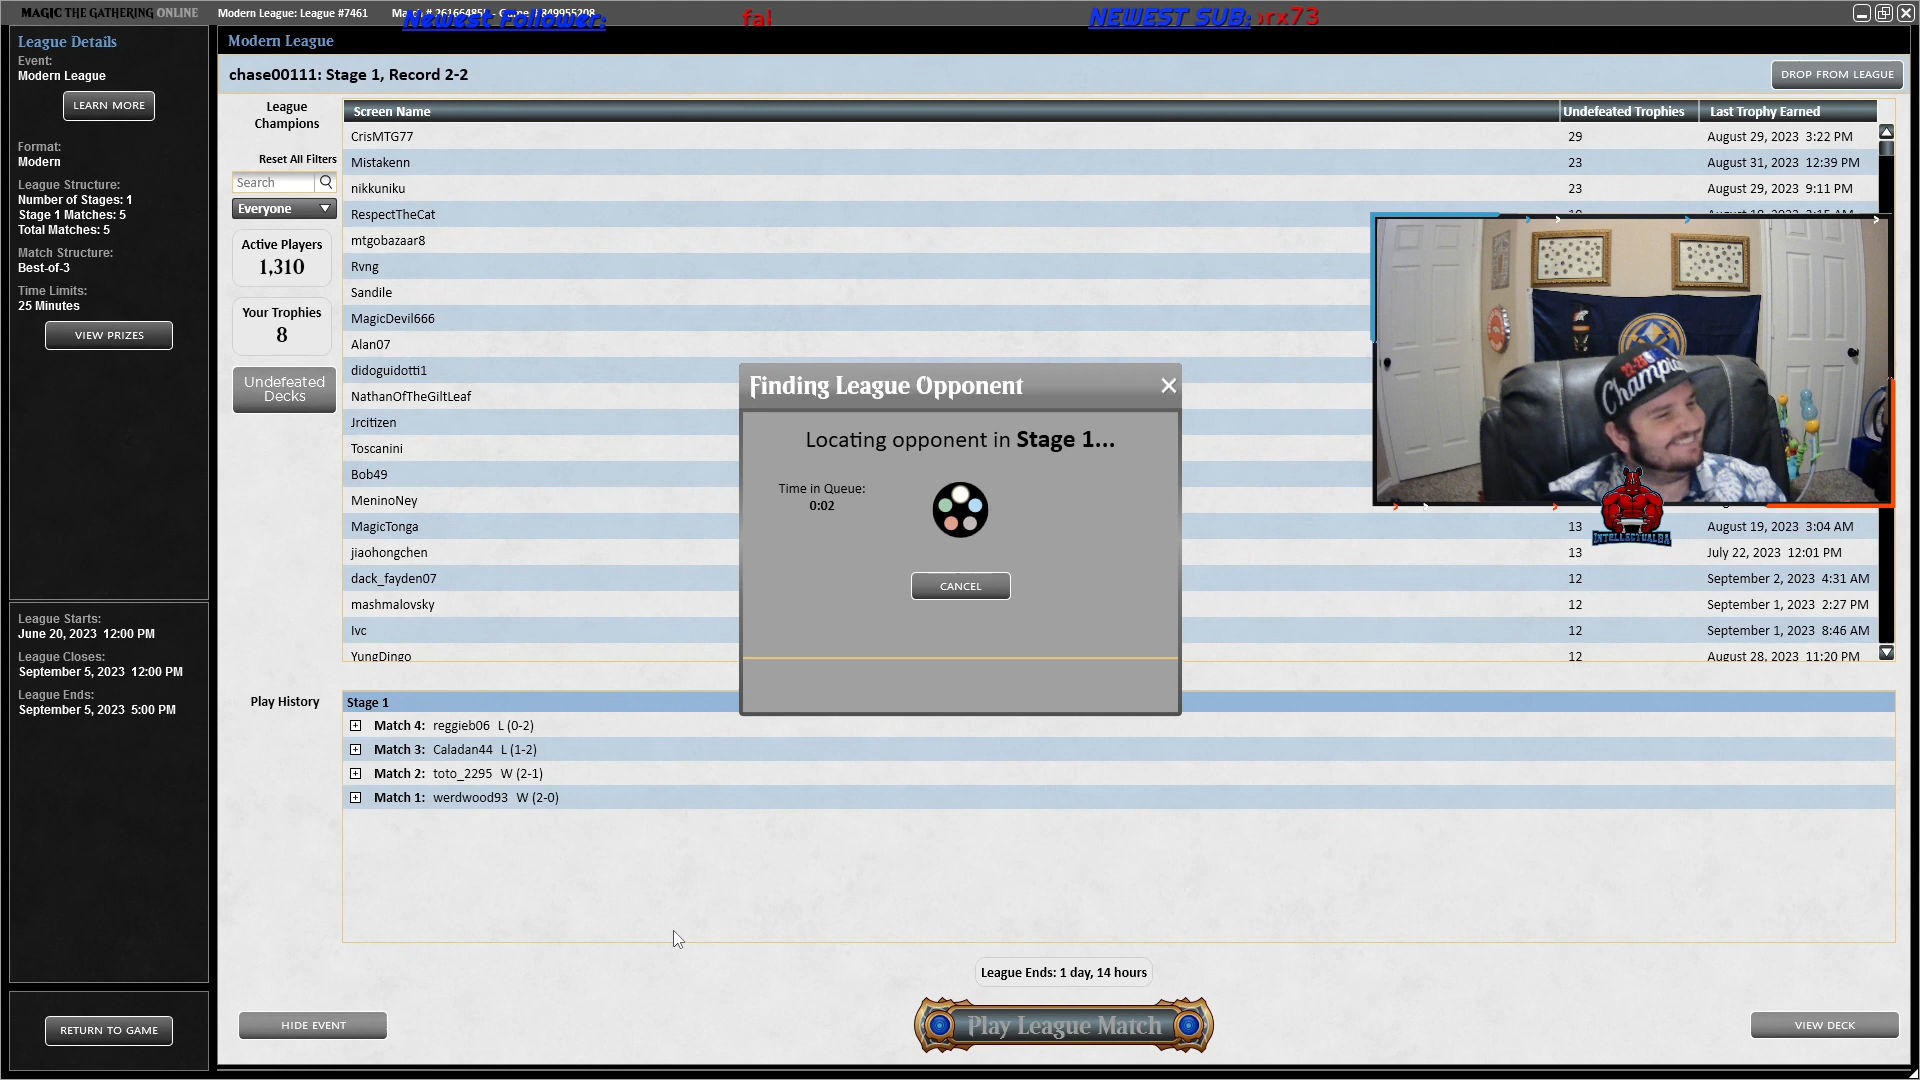 MAGIC THE GATHERING ONLINE
Modern League: League #7461
Newest Follower:
fal
NEWEST SUB:
rx73
League Details
Event:
Modern League
LEARN MORE
Format:
Modern
League Structure:
Number of Stages: 1
Stage 1 Matches: 5
Total Matches: 5
Match Structure:
Best-of-3
Time Limits:
25 Minutes
VIEW PRIZES
League Starts:
June 20, 2023 12:00 PM
League Closes:
September 5, 2023 12:00 PM
League Ends:
September 5, 2023 5:00 PM
RETURN TO GAME
Modern League
chase00111: Stage 1, Record 2-2
DROP FROM LEAGUE
League
Champions
Reset All Filters
Search
Everyone
Active Players
1,310
Your Trophies
8
Undefeated
Decks
Screen Name Undefeated Trophies Last Trophy Earned
CrisMTG77 29 August 29, 2023 3:22 PM
Mistakenn 23 August 31, 2023 12:39 PM
nikkuniku 23 August 29, 2023 9:11 PM
RespectTheCat
mtgobazaar8
Rvng
Sandile
MagicDevil666
Alan07
didoguidotti1
NathanOfTheGiltLeaf
Jrcitizen
Toscanini
Bob49
MeninoNey
MagicTonga 13 August 19, 2023 3:04 AM
jiaohongchen 13 July 22, 2023 12:01 PM
dack_fayden07 12 September 2, 2023 4:31 AM
mashmalovsky 12 September 1, 2023 2:27 PM
lvc 12 September 1, 2023 8:46 AM
YungDingo 12 August 28, 2023 11:20 PM
Finding League Opponent
Locating opponent in Stage 1...
Time in Queue:
0:02
CANCEL
Champions
INTELLECTUALBA
Play History
Stage 1
Match 4: reggieb06 L (0-2)
Match 3: Caladan44 L (1-2)
Match 2: toto_2295 W (2-1)
Match 1: werdwood93 W (2-0)
League Ends: 1 day, 14 hours
HIDE EVENT
Play League Match
VIEW DECK